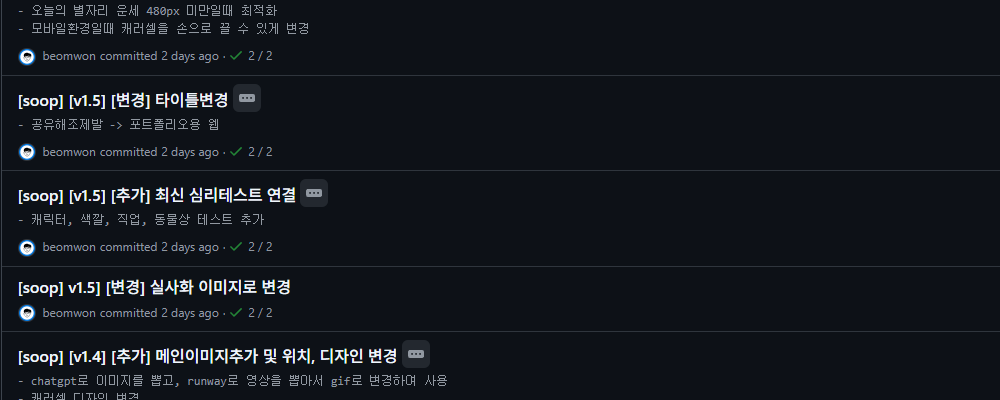 - 오늘의 별자리 운세 480px 미만일때 최적화
- 모바일환경일때 캐러셀을 손으로 끌 수 있게 변경
beomwon committed 2 days ago · ✓ 2 / 2
[soop] [v1.5] [변경] 타이틀변경 ···
- 공유해조제발 -> 포트폴리오용 웹
beomwon committed 2 days ago · ✓ 2 / 2
[soop] [v1.5] [추가] 최신 심리테스트 연결 ···
- 캐릭터, 색깔, 직업, 동물상 테스트 추가
beomwon committed 2 days ago · ✓ 2 / 2
[soop] v1.5] [변경] 실사화 이미지로 변경
beomwon committed 2 days ago · ✓ 2 / 2
[soop] [v1.4] [추가] 메인이미지추가 및 위치, 디자인 변경 ···
- chatgpt로 이미지를 뽑고, runway로 영상을 뽑아서 gif로 변경하여 사용
- 캐러셀 디자인 변경